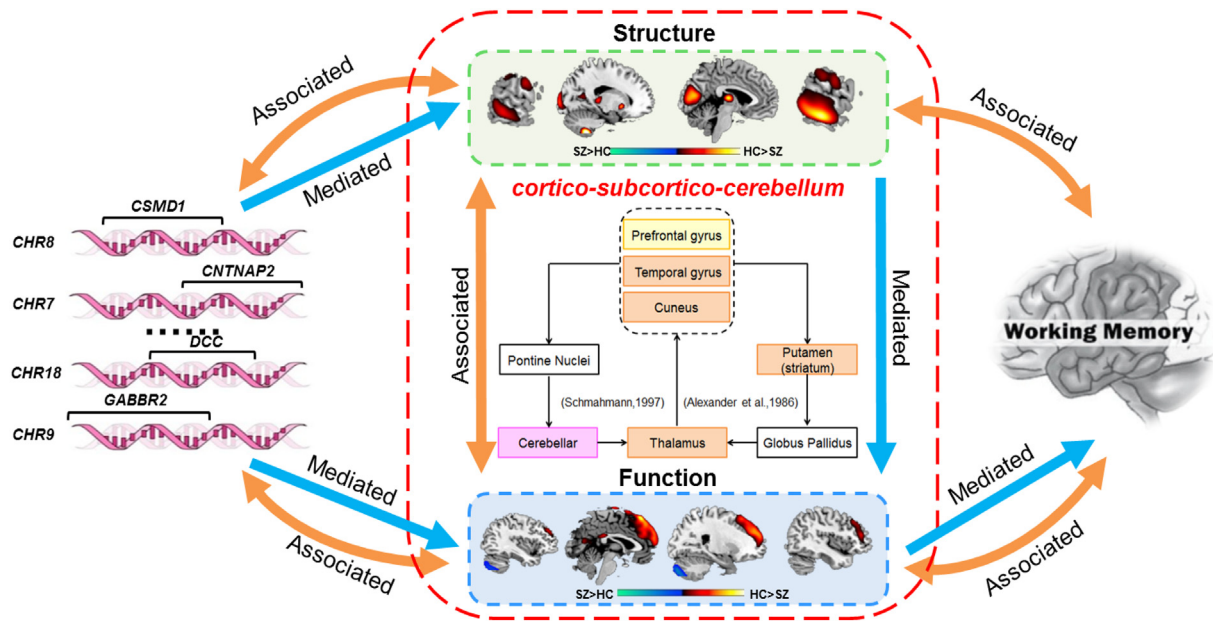 Structure
Associated
Mediated
SZ>HC
HC>SZ
Associated
cortico-subcortico-cerebellum
CSMD1
CHR8
CNTNAP2
CHR7
DCC
CHR18
GABBR2
CHR9
Associated
Prefrontal gyrus
Temporal gyrus
Cuneus
Pontine Nuclei
Putamen
(striatum)
(Schmahmann,1997)
(Alexander et al.,1986)
Cerebellar
Thalamus
Globus Pallidus
Mediated
Working Memory
Function
Mediated
Associated
SZ>HC
HC>SZ
Mediated
Associated